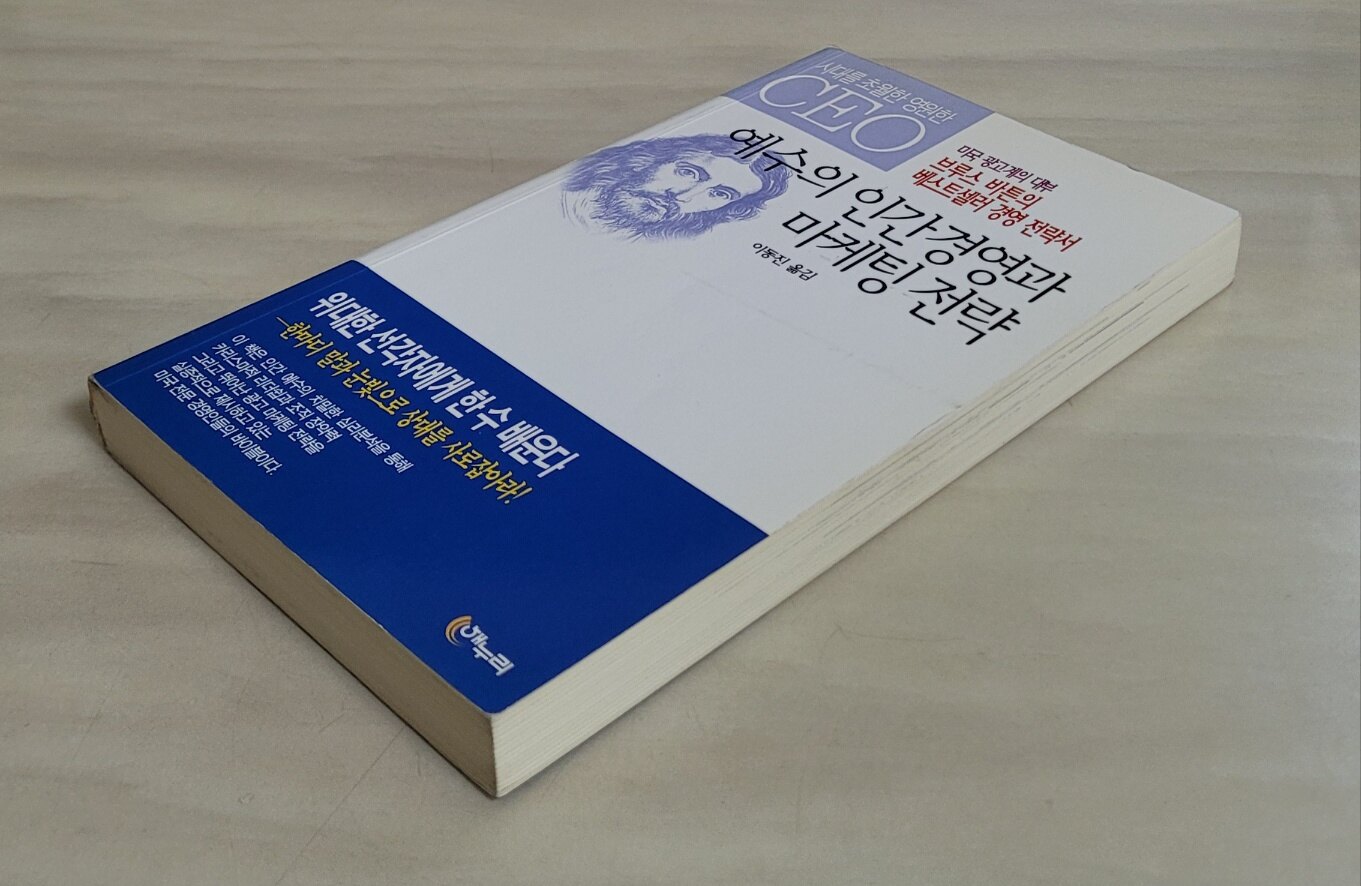 시대를 초월한 영원한
CEO
미국 광고계의 대부
브루스 바튼의
베스트셀러 경영 전략서
예수의 인간경영과
마케팅 전략
이동진 옮김
위대한 선각자에게 한 수 배운다
—한마디 말과 눈빛으로 상대를 사로잡아라!
이 책은 인간 예수의 치밀한 심리분석을 통해
카리스마적 리더쉽과 조직 장악력
그리고 뛰어난 광고 마케팅 전략을
실증적으로 제시하고 있는
미국 전문 경영인들의 바이블이다.
해누리